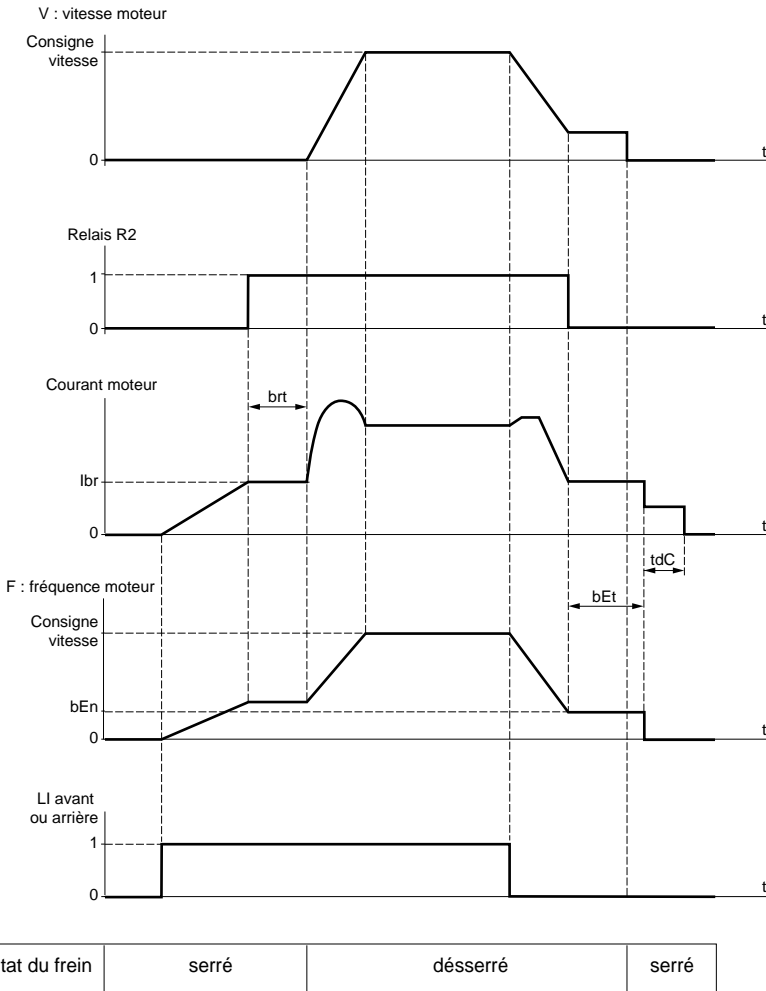 V : vitesse moteur
Consigne
vitesse
0
t
Relais R2
1
0
t
Courant moteur
brt
Ibr
0
t
tdC
F : fréquence moteur
bEt
Consigne
vitesse
bEn
0
t
LI avant
ou arrière
1
0
t
tat du frein serré désserré serré